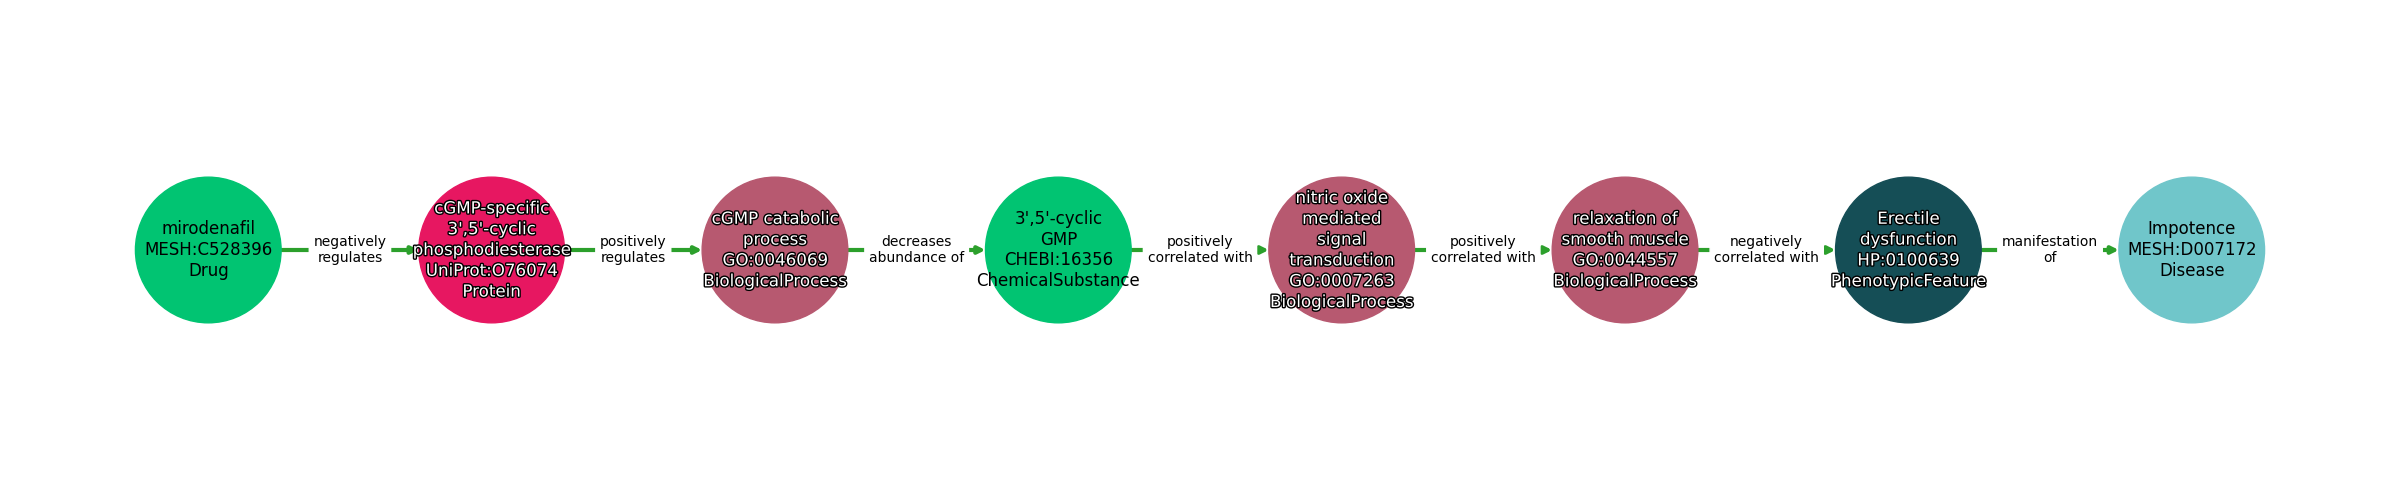 mirodenafil
MESH:C528396
Drug
negatively
regulates
cGMP-specific
3',5'-cyclic
phosphodiesterase
UniProt:O76074
Protein
positively
regulates
cGMP catabolic
process
GO:0046069
BiologicalProcess
decreases
abundance of
3',5'-cyclic
GMP
CHEBI:16356
ChemicalSubstance
positively
correlated with
nitric oxide
mediated
signal
transduction
GO:0007263
BiologicalProcess
positively
correlated with
relaxation of
smooth muscle
GO:0044557
BiologicalProcess
negatively
correlated with
Erectile
dysfunction
HP:0100639
PhenotypicFeature
manifestation
of
Impotence
MESH:D007172
Disease